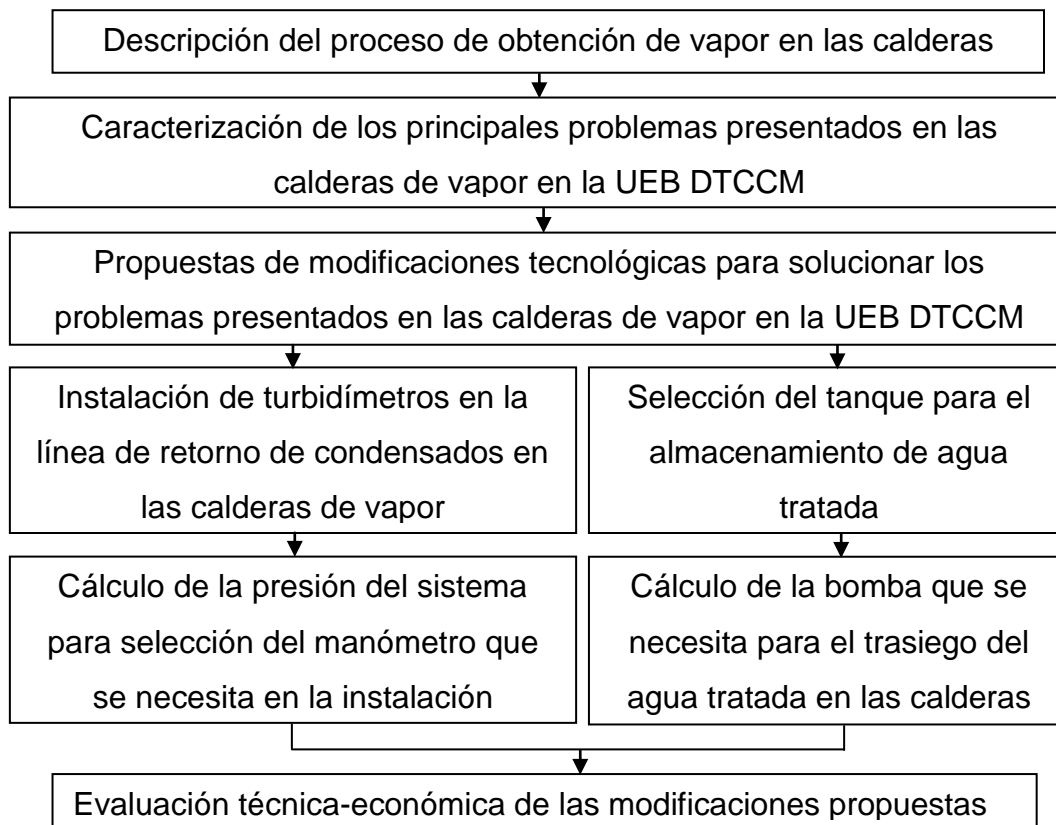 Descripción del proceso de obtención de vapor en las calderas
Caracterización de los principales problemas presentados en las
calderas de vapor en la UEB DTCCM
Propuestas de modificaciones tecnológicas para solucionar los
problemas presentados en las calderas de vapor en la UEB DTCCM
Instalación de turbidímetros en la
línea de retorno de condensados en
las calderas de vapor
Selección del tanque para el
almacenamiento de agua
tratada
Cálculo de la presión del sistema
para selección del manómetro que
se necesita en la instalación
Cálculo de la bomba que se
necesita para el trasiego del
agua tratada en las calderas
Evaluación técnica-económica de las modificaciones propuestas